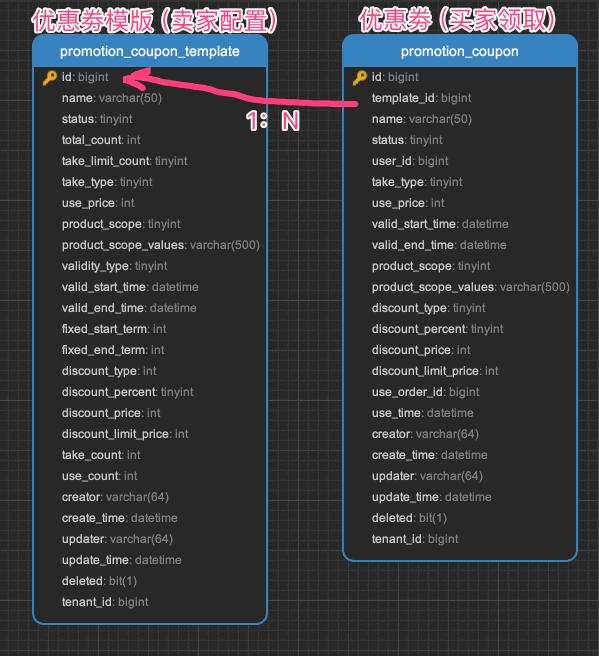 优惠券模版（卖家配置）
优惠券（买家领取）
promotion_coupon_template
id: bigint
name: varchar(50)
status: tinyint
total_count: int
take_limit_count: tinyint
take_type: tinyint
use_price: int
product_scope: tinyint
product_scope_values: varchar(500)
validity_type: tinyint
valid_start_time: datetime
valid_end_time: datetime
fixed_start_term: int
fixed_end_term: int
discount_type: int
discount_percent: tinyint
discount_price: int
discount_limit_price: int
take_count: int
use_count: int
creator: varchar(64)
create_time: datetime
updater: varchar(64)
update_time: datetime
deleted: bit(1)
tenant_id: bigint
1：N
promotion_coupon
id: bigint
template_id: bigint
name: varchar(50)
status: tinyint
user_id: bigint
take_type: tinyint
use_price: int
valid_start_time: datetime
valid_end_time: datetime
product_scope: tinyint
product_scope_values: varchar(500)
discount_type: tinyint
discount_percent: tinyint
discount_price: int
discount_limit_price: int
use_order_id: bigint
use_time: datetime
creator: varchar(64)
create_time: datetime
updater: varchar(64)
update_time: datetime
deleted: bit(1)
tenant_id: bigint